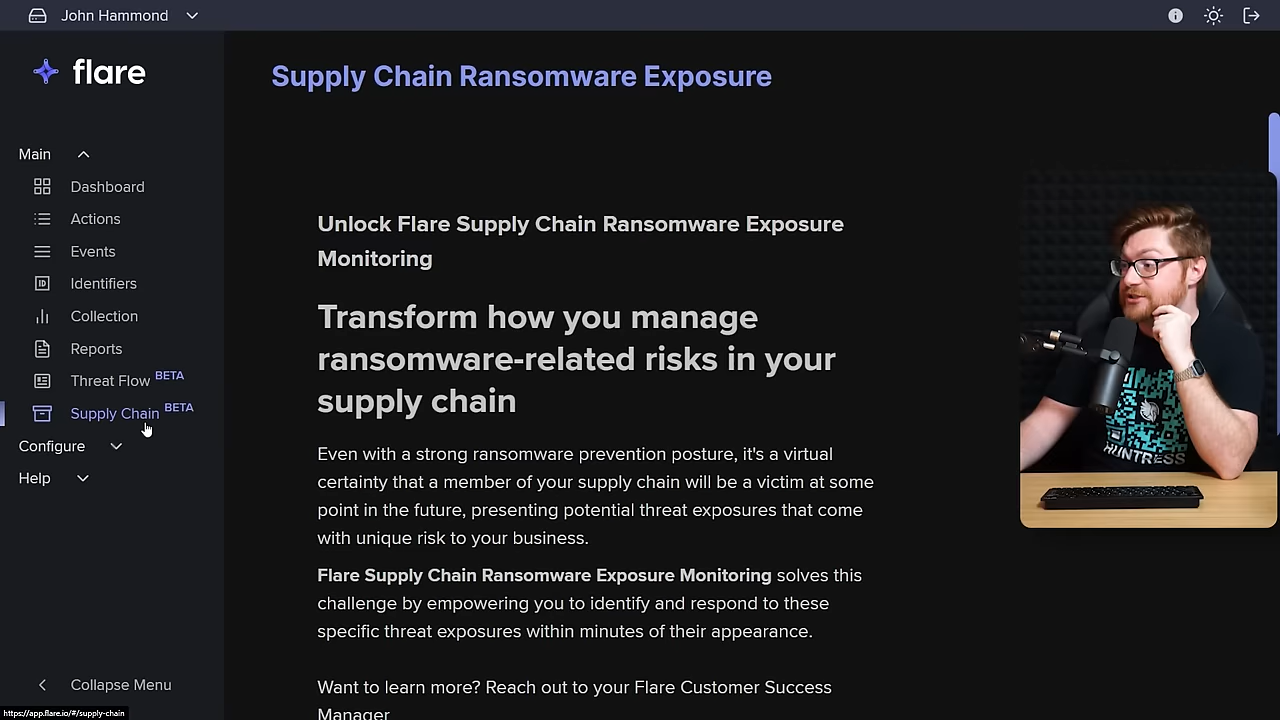 John Hammond
flare
Supply Chain Ransomware Exposure
Main
Dashboard
Actions
Events
Identifiers
Collection
Reports
Threat Flow BETA
Supply Chain BETA
Configure
Help
Collapse Menu
Unlock Flare Supply Chain Ransomware Exposure
Monitoring
Transform how you manage
ransomware-related risks in your
supply chain
Even with a strong ransomware prevention posture, it's a virtual
certainty that a member of your supply chain will be a victim at some
point in the future, presenting potential threat exposures that come
with unique risk to your business.
Flare Supply Chain Ransomware Exposure Monitoring solves this
challenge by empowering you to identify and respond to these
specific threat exposures within minutes of their appearance.
Want to learn more? Reach out to your Flare Customer Success
Manager
HUNTRESS
https://app.flare.io/#/supply-chain